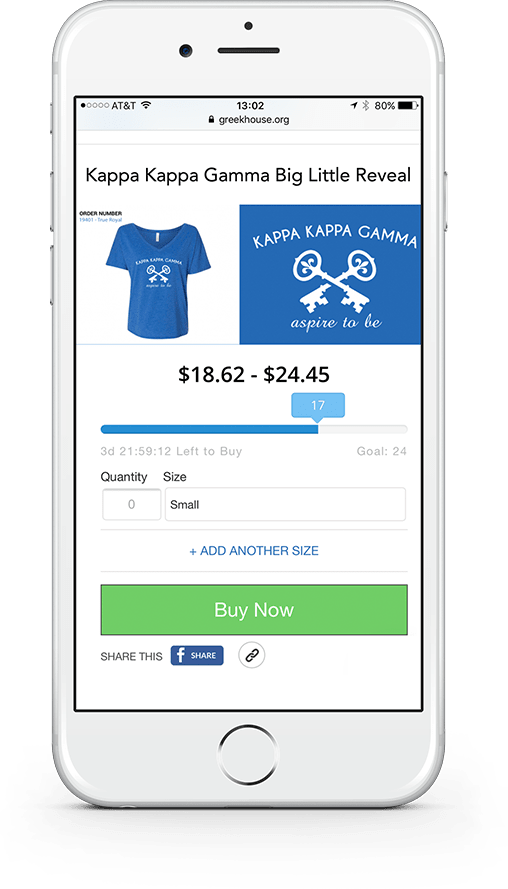 AT&T 13:02 80%
greekhouse.org
Kappa Kappa Gamma Big Little Reveal
ORDER NUMBER
19401 - True Royal
KAPPA KAPPA GAMMA
aspire to be
KAPPA KAPPA GAMMA
aspire to be
$18.62 - $24.45
17
3d 21:59:12 Left to Buy Goal: 24
Quantity Size
0 Small
+ ADD ANOTHER SIZE
Buy Now
SHARE THIS f SHARE